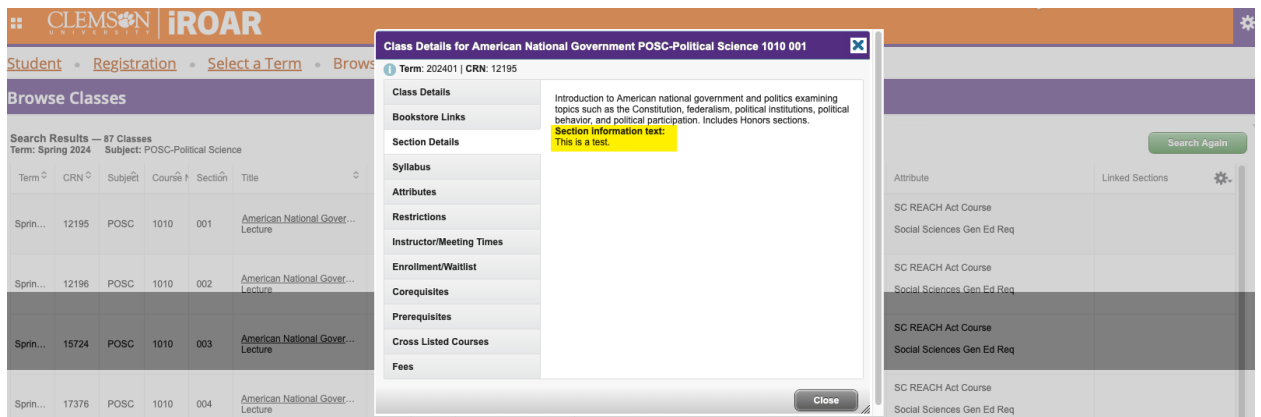 CLEMSON
UNIVERSITY
iROAR
Student • Registration • Select a Term • Brows
Browse Classes
Search Results — 87 Classes
Term: Spring 2024 Subject: POSC-Political Science
Search Again
Term CRN Subject Course N Section Title
Attribute Linked Sections
Sprin... 12195 POSC 1010 001 American National Gover...
Lecture
SC REACH Act Course
Social Sciences Gen Ed Req
Sprin... 12196 POSC 1010 002 American National Gover...
Lecture
SC REACH Act Course
Social Sciences Gen Ed Req
Sprin... 15724 POSC 1010 003 American National Gover...
Lecture
SC REACH Act Course
Social Sciences Gen Ed Req
Sprin... 17376 POSC 1010 004 American National Gover...
Lecture
SC REACH Act Course
Social Sciences Gen Ed Req
Class Details for American National Government POSC-Political Science 1010 001
Term: 202401 | CRN: 12195
Class Details
Bookstore Links
Section Details
Syllabus
Attributes
Restrictions
Instructor/Meeting Times
Enrollment/Waitlist
Corequisites
Prerequisites
Cross Listed Courses
Fees
Introduction to American national government and politics examining
topics such as the Constitution, federalism, political institutions, political
behavior, and political participation. Includes Honors sections.
Section information text:
This is a test.
Close